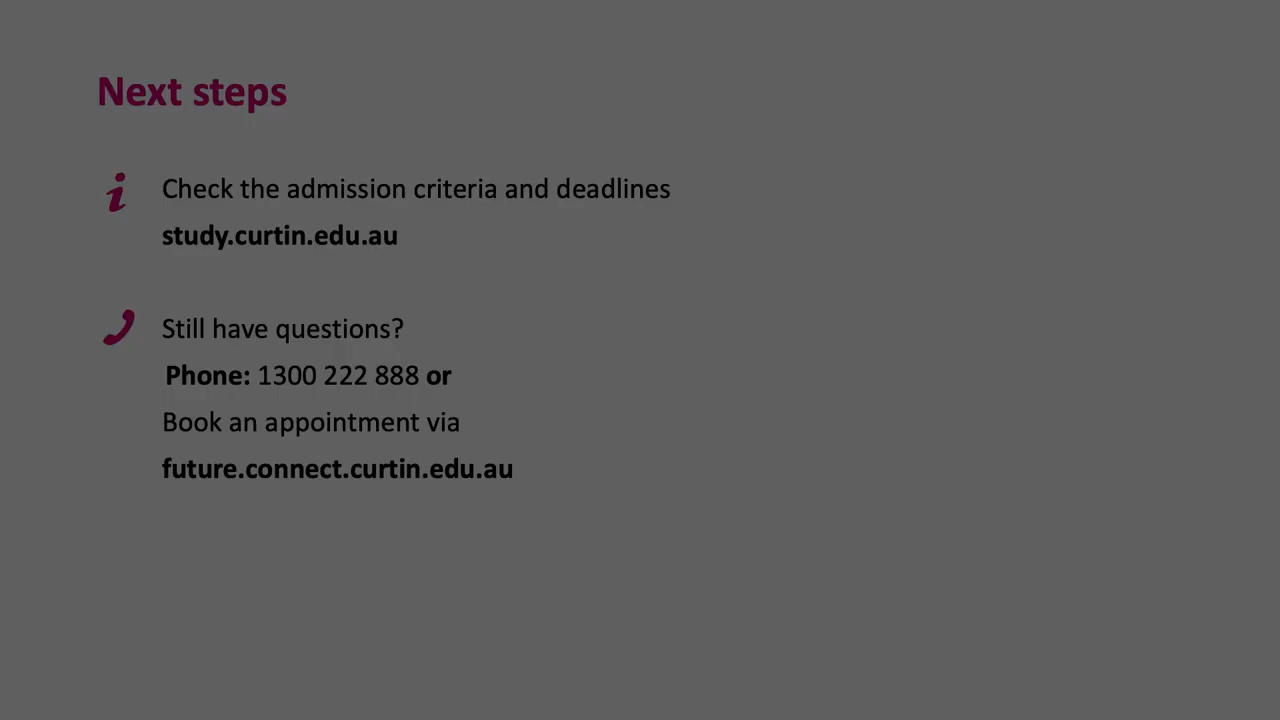 Next steps
Check the admission criteria and deadlines
study.curtin.edu.au
Still have questions?
Phone: 1300 222 888 or
Book an appointment via
future.connect.curtin.edu.au